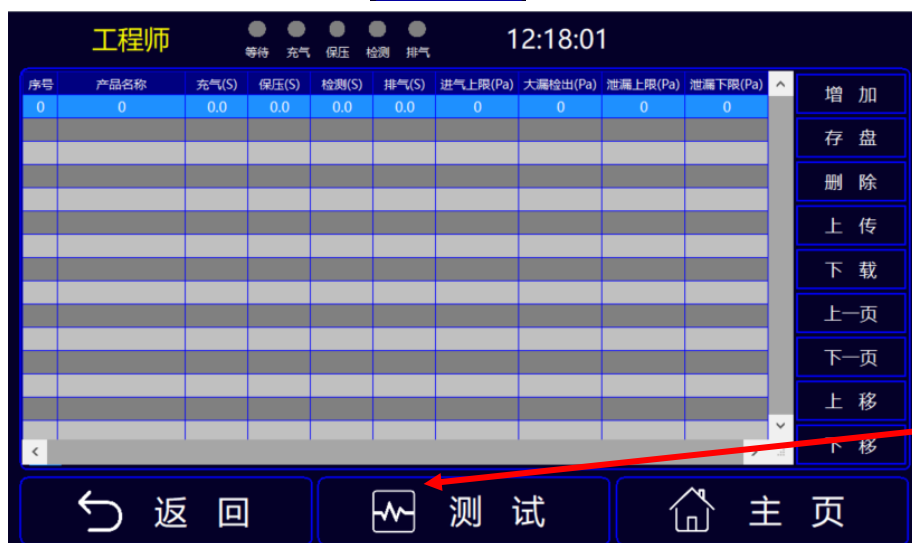 工程师
等待 充气 保压 检测 排气
12:18:01
序号 产品名称 充气(S) 保压(S) 检测(S) 排气(S) 进气上限(Pa) 大漏检出(Pa) 泄漏上限(Pa) 泄漏下限(Pa)
0 0 0.0 0.0 0.0 0.0 0 0 0 0
增 加
存 盘
删 除
上 传
下 载
上一页
下一页
上 移
下 移
返 回 测 试 主 页